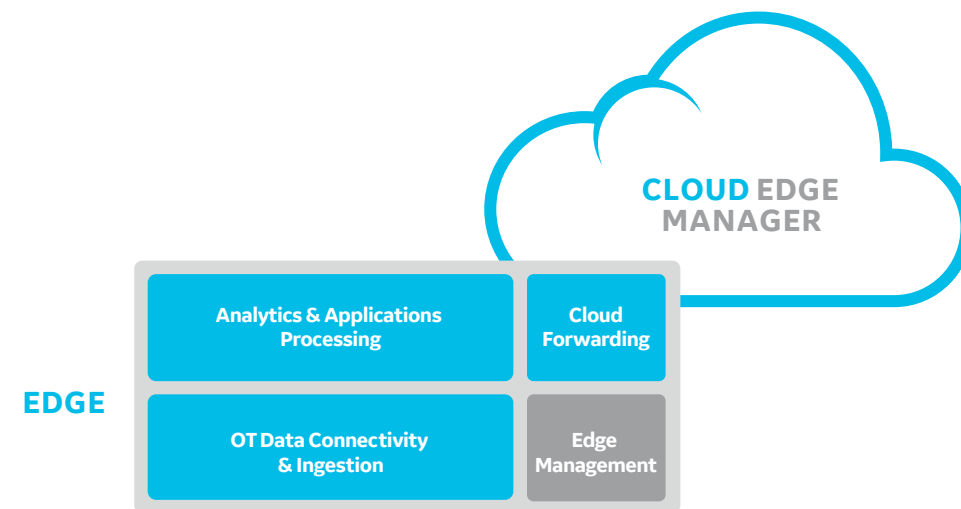 CLOUD EDGE
MANAGER
Analytics & Applications
Processing
Cloud
Forwarding
EDGE
OT Data Connectivity
& Ingestion
Edge
Management